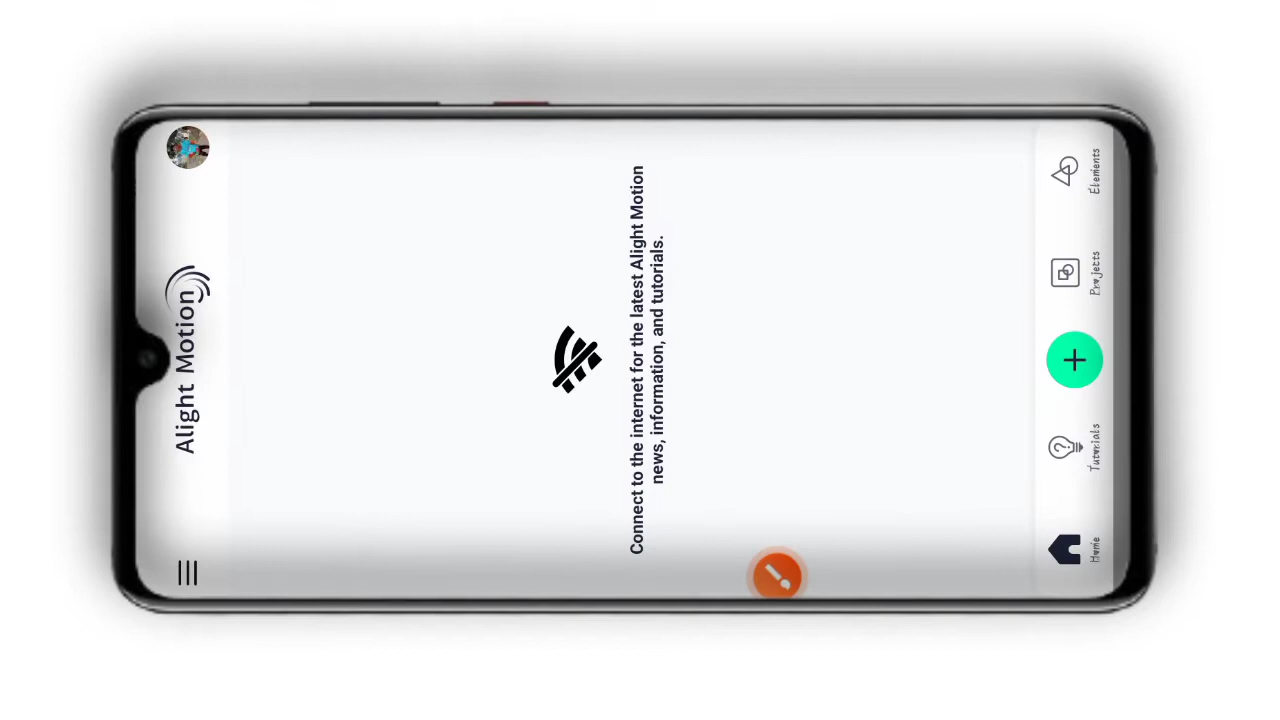 Alight Motion
Connect to the internet for the latest Alight Motion
news, information, and tutorials.
Home
Tutorials
Projects
Elements